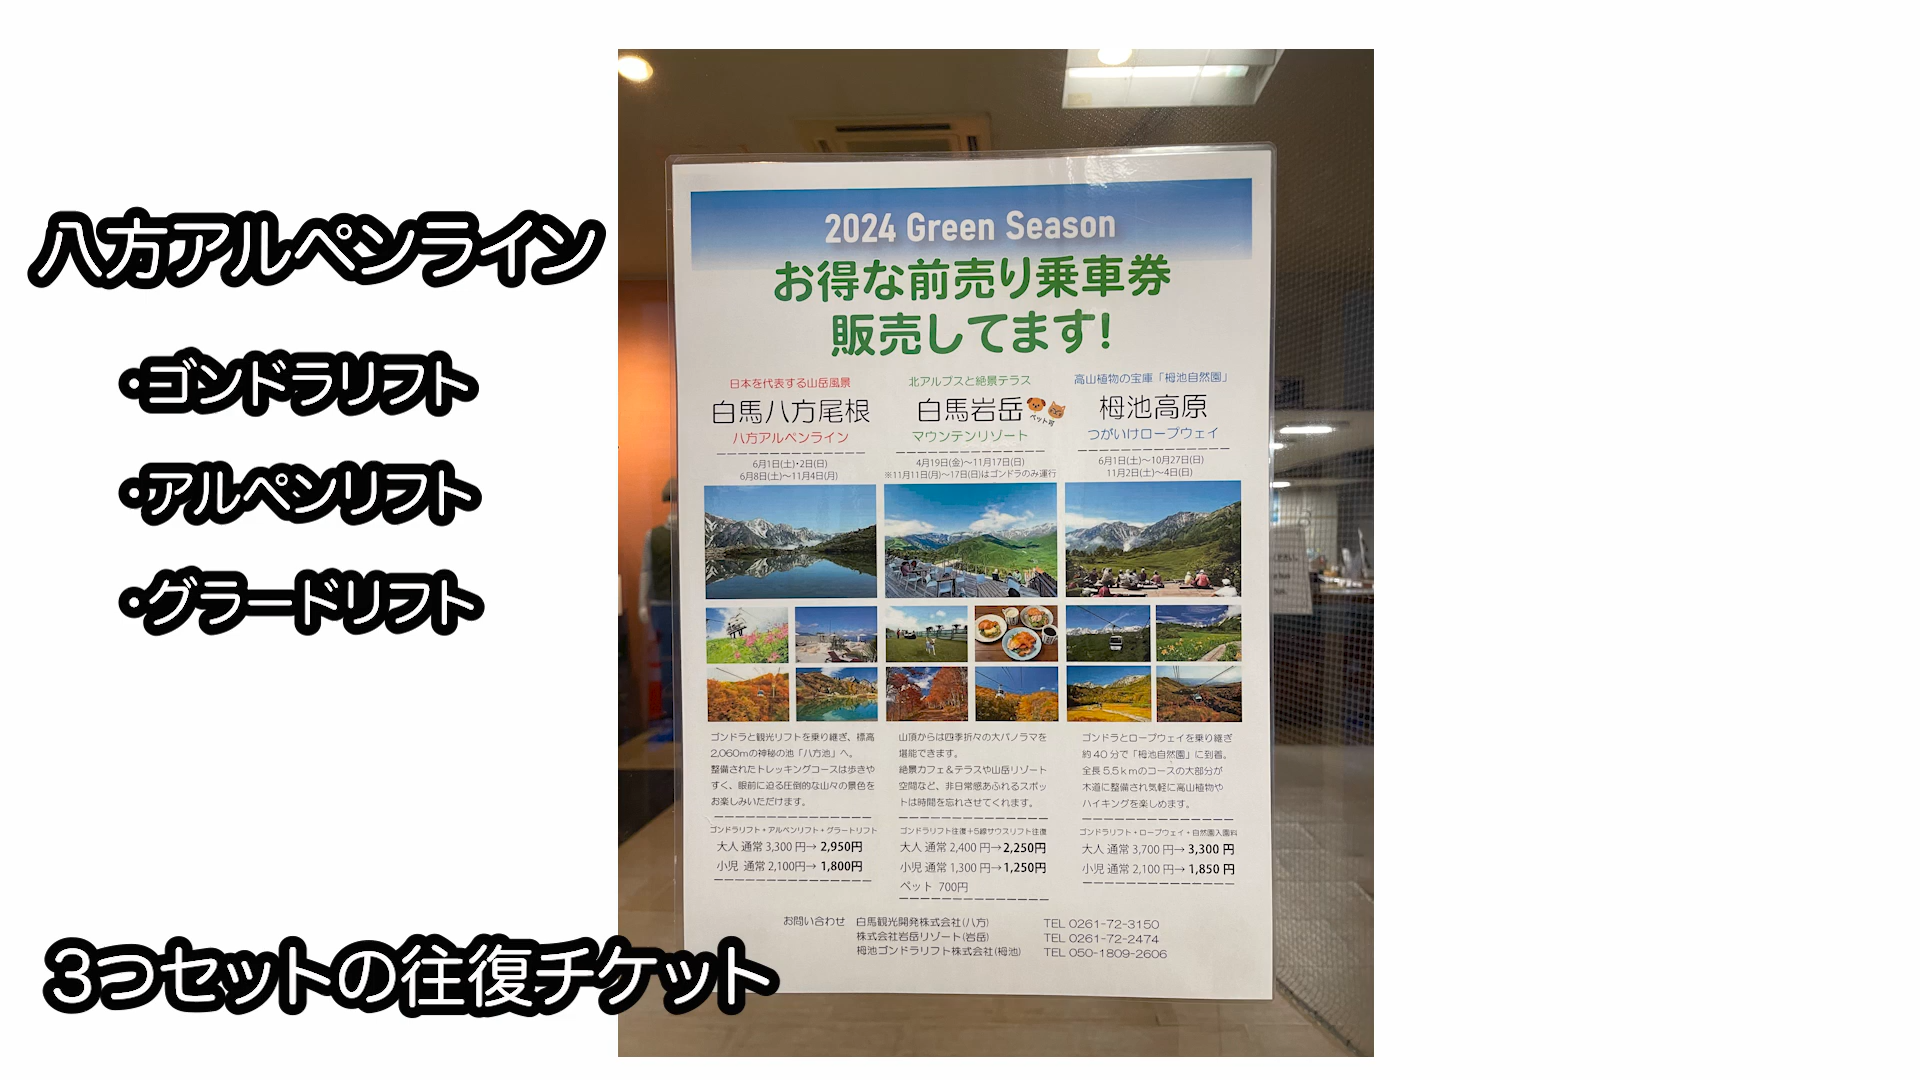 八方アルペンライン
・ゴンドラリフト
・アルペンリフト
・グラードリフト
3つセットの往復チケット
2024 Green Season
お得な前売り乗車券
販売してます!
日本を代表する山岳風景
白馬八方尾根
八方アルペンライン
6月1日(土)・2日(日)
6月8日(土)～11月4日(月)
ゴンドラと観光リフトを乗り継ぎ、標高
2,060mの神秘の池「八方池」へ。
整備されたトレッキングコースは歩きや
すく、眼前に迫る圧倒的な山々の景色を
お楽しみいただけます。
ゴンドラリフト・アルペンリフト・グラートリフト
大人 通常 3,300 円→ 2,950円
小児 通常 2,100円→ 1,800円
北アルプスと絶景テラス
白馬岩岳
ペット可
マウンテンリゾート
4月19日(金)～11月17日(日)
※11月11日(月)～17日(日)はゴンドラのみ運行
山頂からは四季折々の大パノラマを
堪能できます。
絶景カフェ&テラスや山岳リゾート
空間など、非日常感あふれるスポッ
トは時間を忘れさせてくれます。
ゴンドラリフト往復+5線サウスリフト往復
大人 通常 2,400 円→2,250円
小児 通常 1,300 円→1,250円
ペット 700円
高山植物の宝庫「栂池自然園」
栂池高原
つがいけロープウェイ
6月1日(土)～10月27日(日)
11月2日(土)～4日(日)
ゴンドラとロープウェイを乗り継ぎ
約40分で「栂池自然園」に到着。
全長5.5kmのコースの大部分が
木道に整備され気軽に高山植物や
ハイキングを楽しめます。
ゴンドラリフト・ロープウェイ・自然園入園料
大人 通常 3,700 円→ 3,300 円
小児 通常 2,100 円→ 1,850 円
お問い合わせ 白馬観光開発株式会社(八方) TEL 0261-72-3150
株式会社岩岳リゾート(岩岳) TEL 0261-72-2474
栂池ゴンドラリフト株式会社(栂池) TEL 050-1809-2606